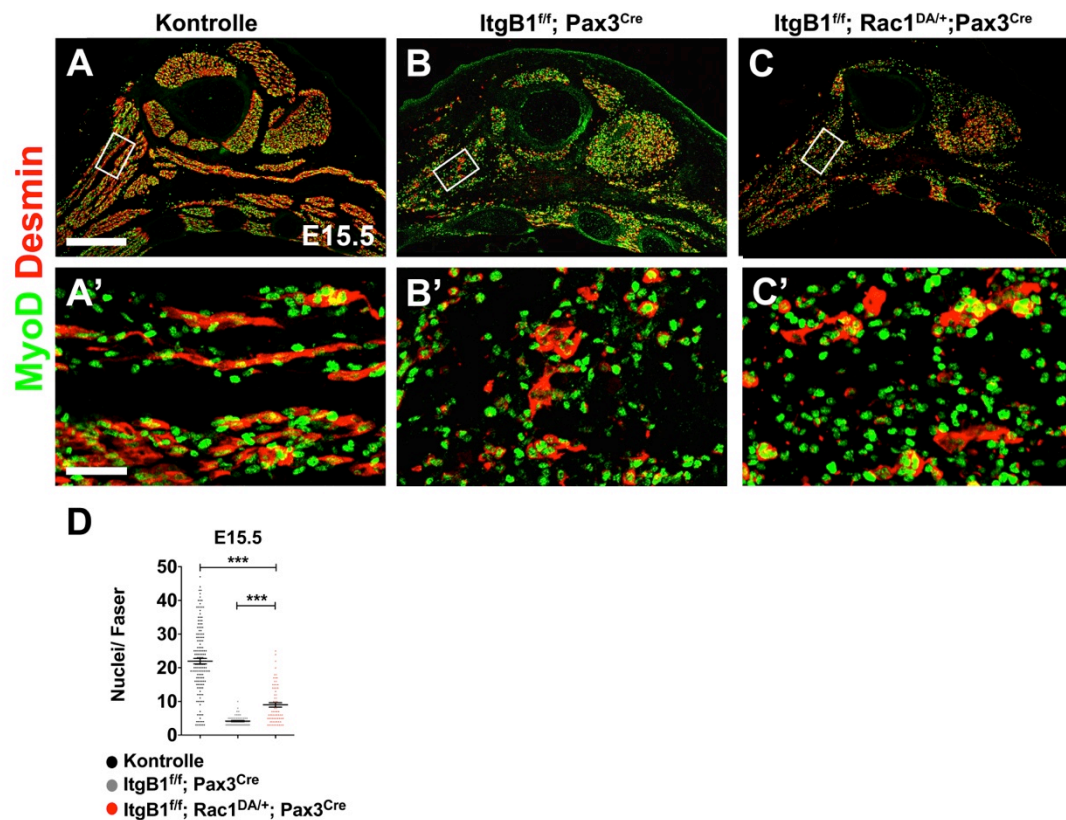 Kontrolle
ItgB1f/f; Pax3Cre
ItgB1f/f; Rac1DA/+;Pax3Cre
MyoD Desmin
A
E15.5
B
C
A'
B'
C'
D
E15.5
***
***
Nuclei/ Faser
50
40
30
20
10
0
Kontrolle
ItgB1f/f; Pax3Cre
ItgB1f/f; Rac1DA/+; Pax3Cre